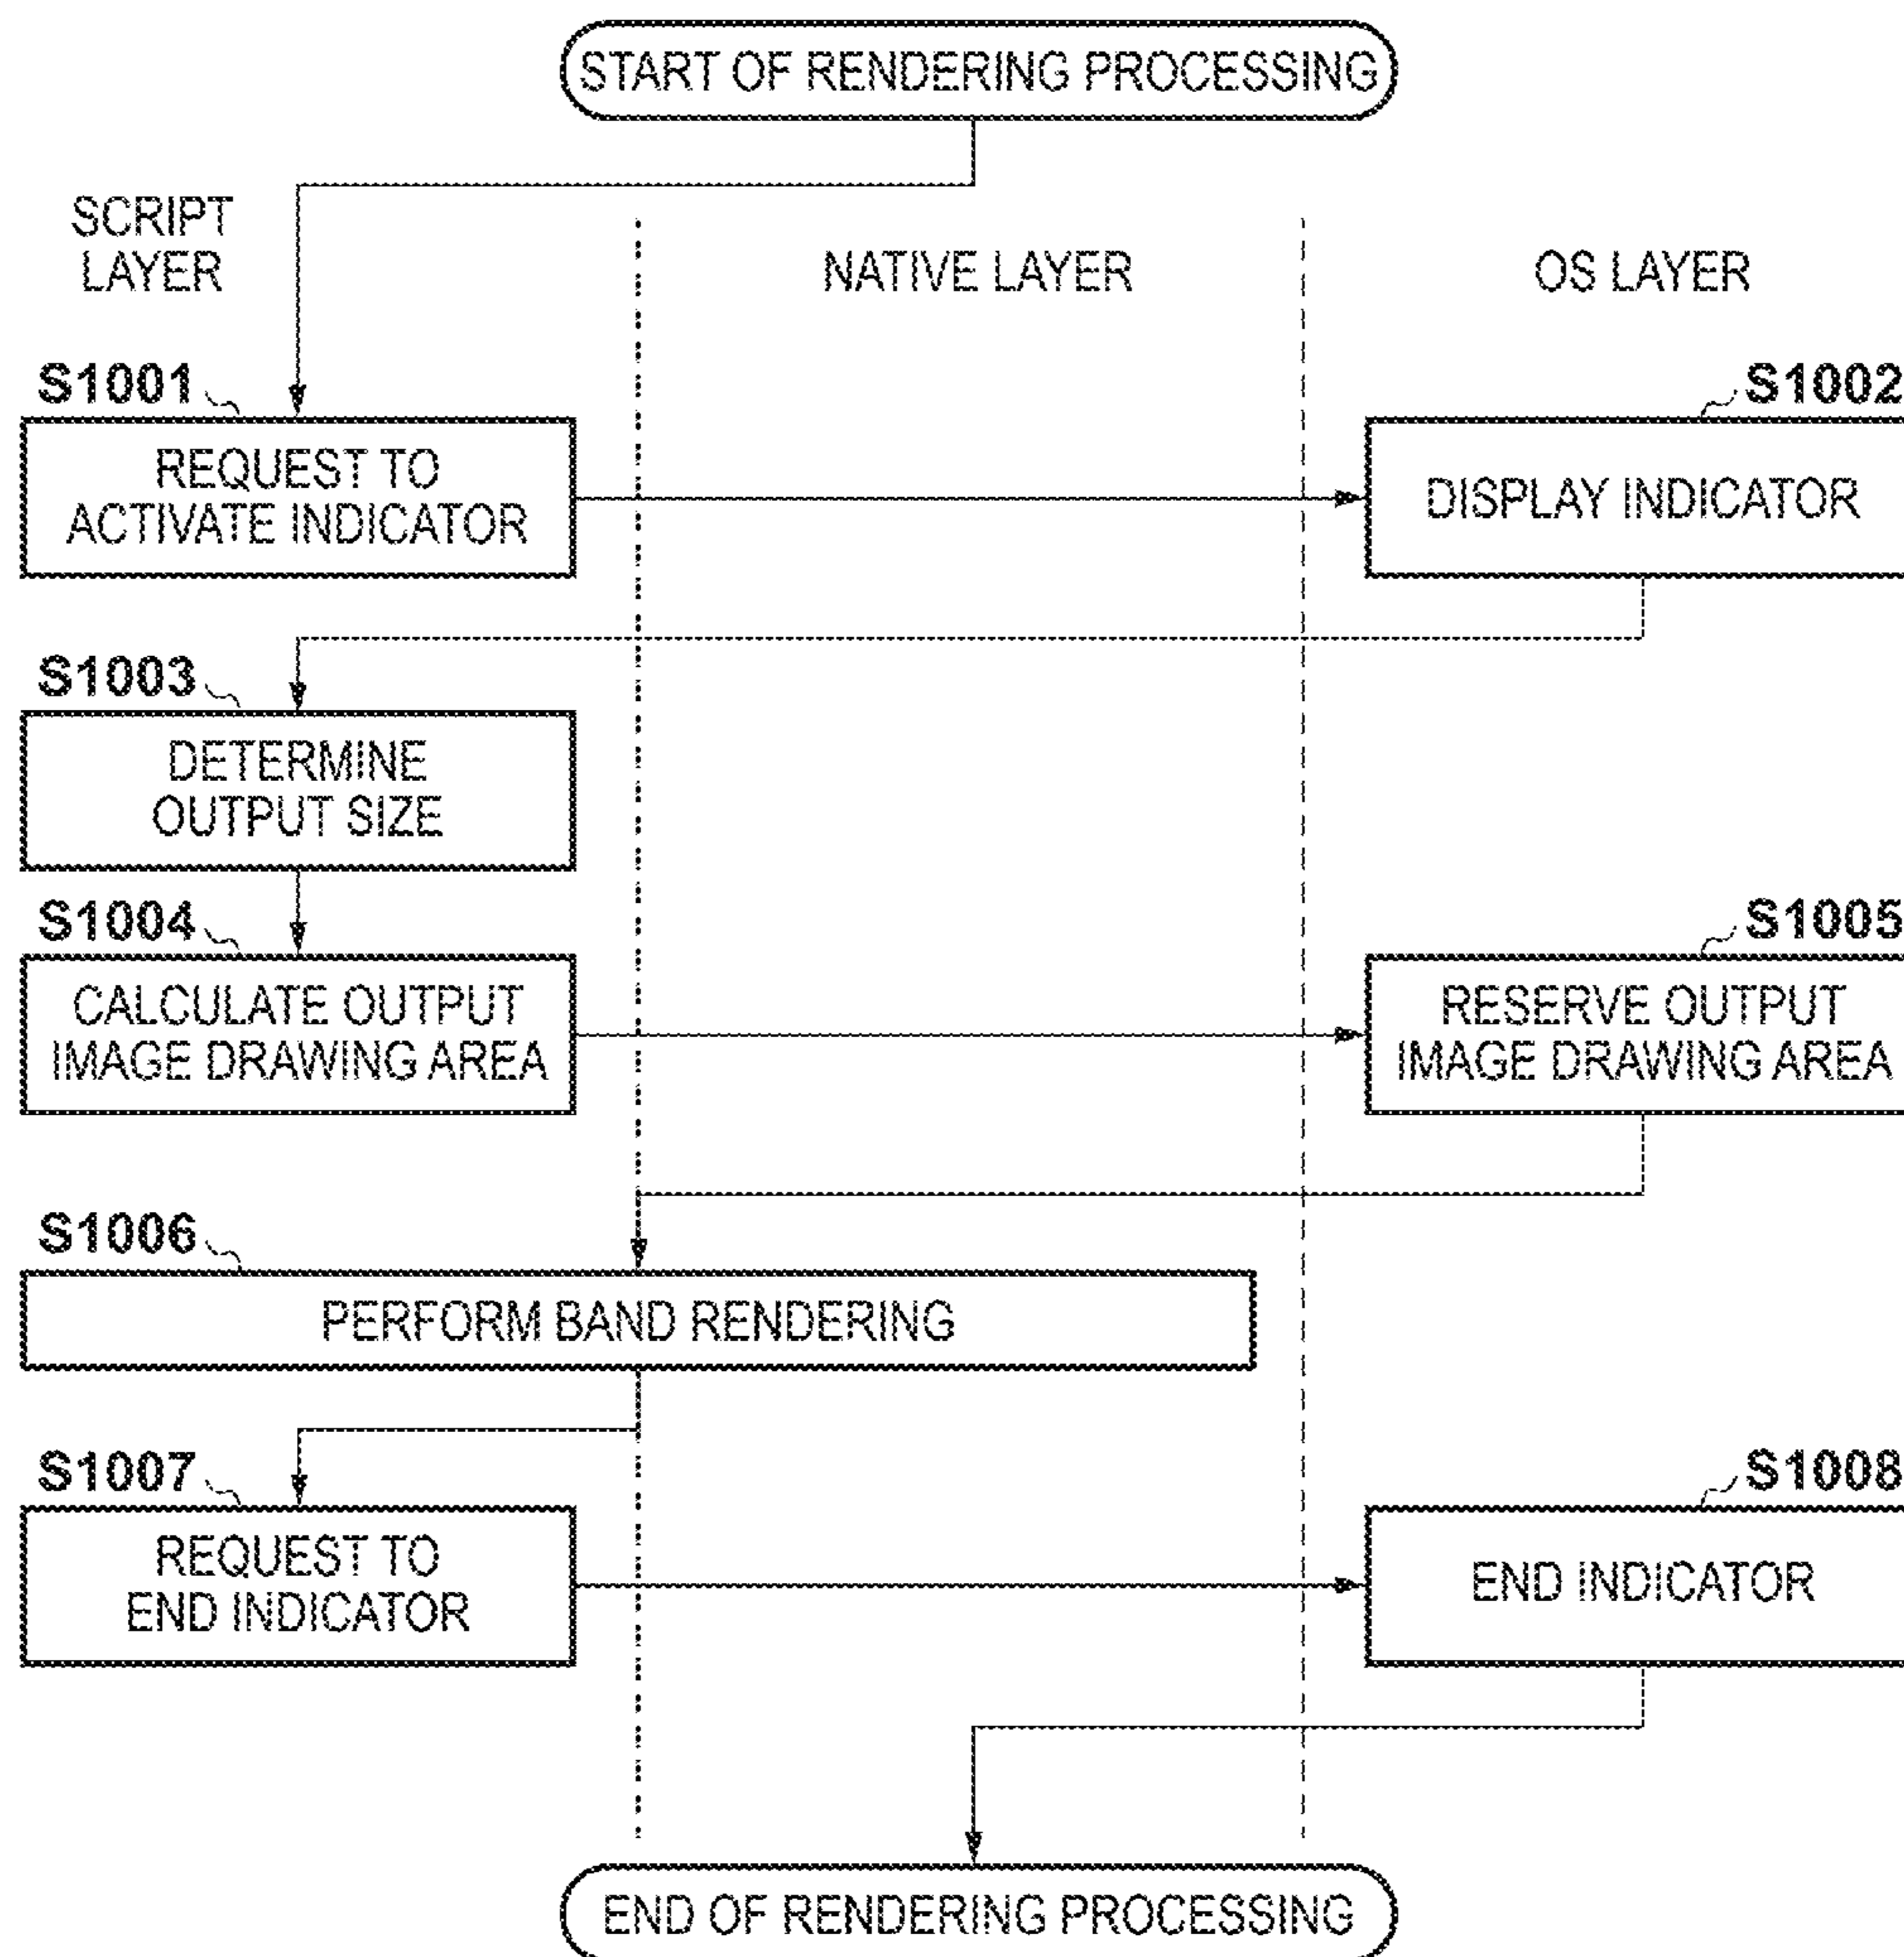 START OF RENDERING PROCESSING
SCRIPT
LAYER
NATIVE LAYER
OS LAYER
S1001
REQUEST TO
ACTIVATE INDICATOR
S1002
DISPLAY INDICATOR
S1003
DETERMINE
OUTPUT SIZE
S1004
CALCULATE OUTPUT
IMAGE DRAWING AREA
S1005
RESERVE OUTPUT
IMAGE DRAWING AREA
S1006
PERFORM BAND RENDERING
S1007
REQUEST TO
END INDICATOR
S1008
END INDICATOR
END OF RENDERING PROCESSING